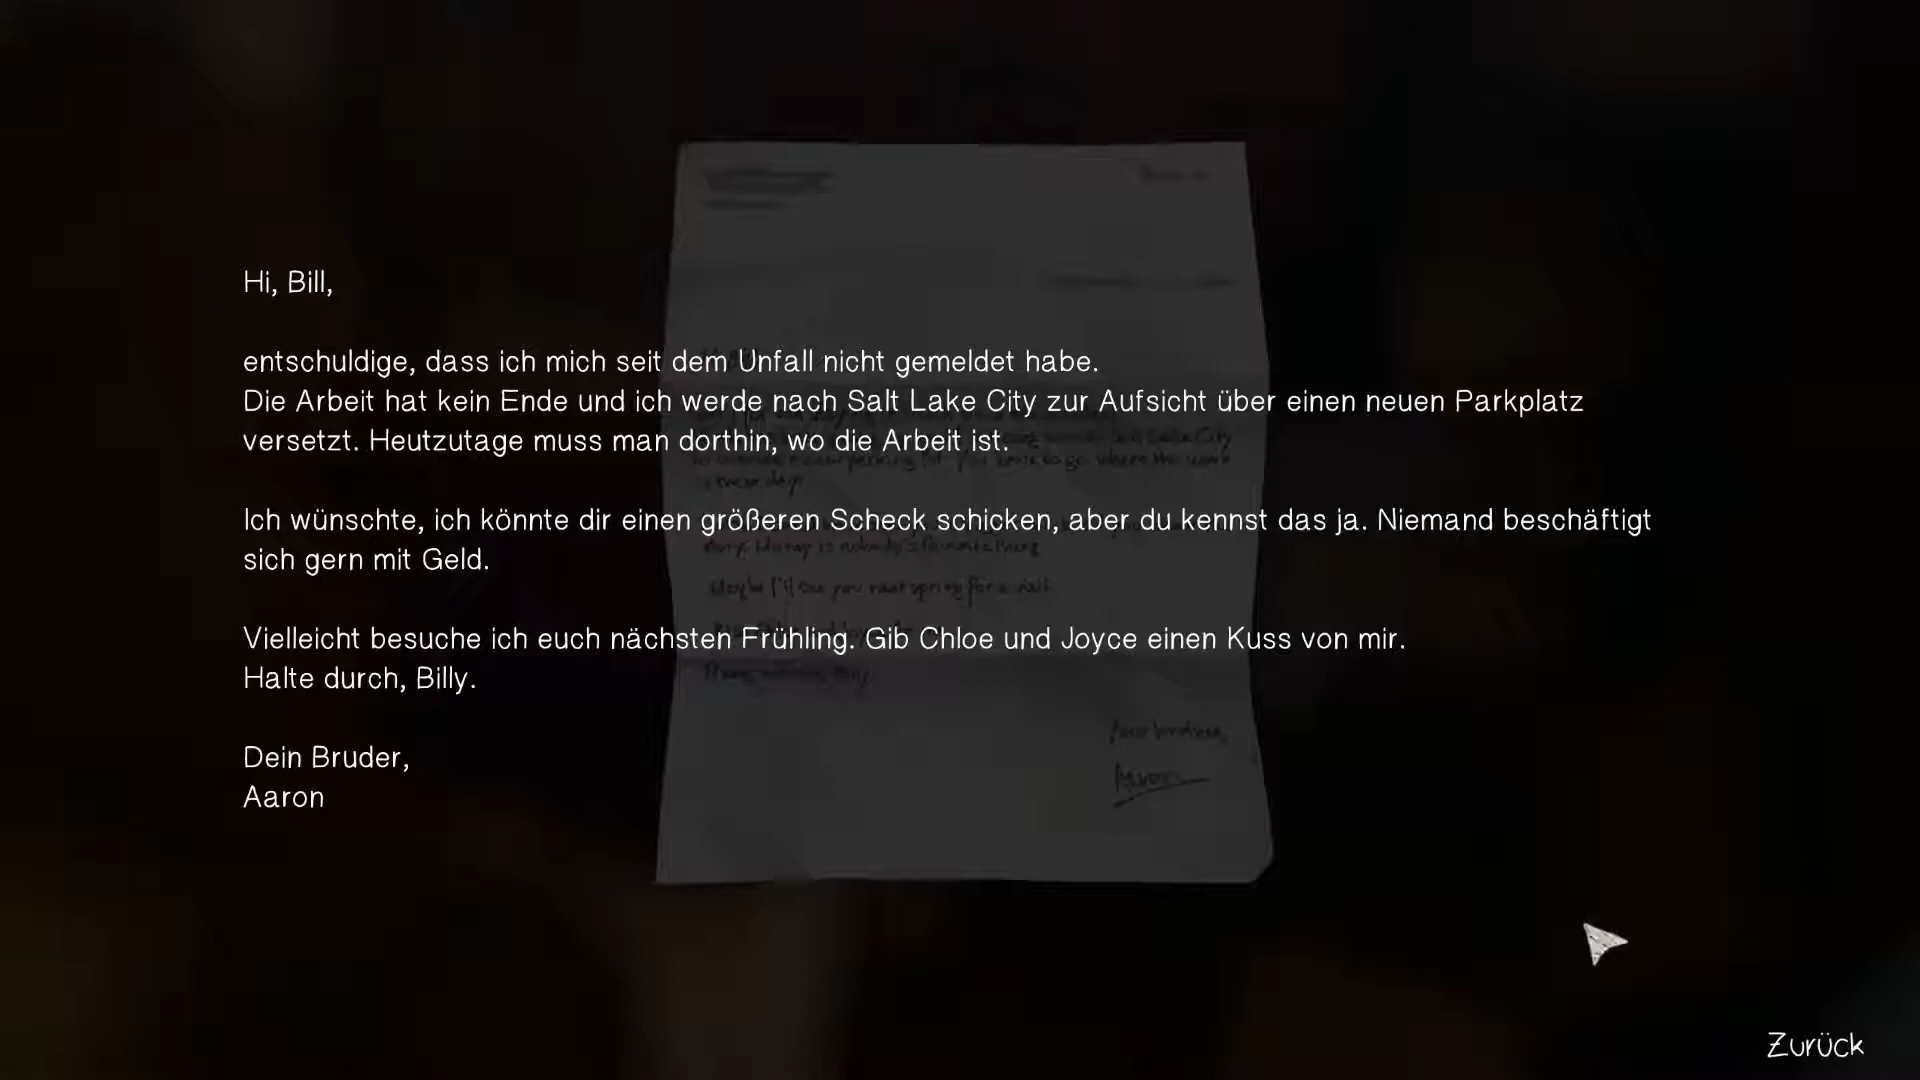 Hi, Bill,
entschuldige, dass ich mich seit dem Unfall nicht gemeldet habe.
Die Arbeit hat kein Ende und ich werde nach Salt Lake City zur Aufsicht über einen neuen Parkplatz
versetzt. Heutzutage muss man dorthin, wo die Arbeit ist.
Ich wünschte, ich könnte dir einen größeren Scheck schicken, aber du kennst das ja. Niemand beschäftigt
sich gern mit Geld.
Vielleicht besuche ich euch nächsten Frühling. Gib Chloe und Joyce einen Kuss von mir.
Halte durch, Billy.
Dein Bruder,
Aaron
Zurück